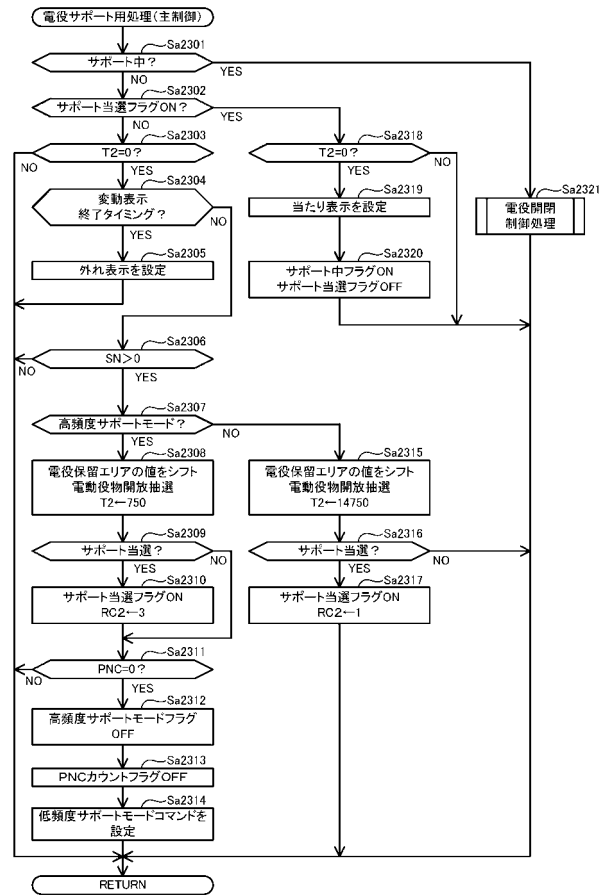 電役サポート用処理(主制御)
Sa2301
サポート中？
YES
NO
Sa2302
サポート当選フラグON？
YES
NO
Sa2303
T2=0？
NO
YES
Sa2304
変動表示
終了タイミング？
NO
YES
Sa2305
外れ表示を設定
Sa2318
T2=0？
NO
YES
Sa2319
当たり表示を設定
Sa2320
サポート中フラグON
サポート当選フラグOFF
Sa2321
電役開閉
制御処理
Sa2306
SN＞0
NO
YES
Sa2307
高頻度サポートモード？
NO
YES
Sa2308
電役保留エリアの値をシフト
電動役物開放抽選
T2←750
Sa2309
サポート当選？
NO
YES
Sa2310
サポート当選フラグON
RC2←3
Sa2315
電役保留エリアの値をシフト
電動役物開放抽選
T2←14750
Sa2316
サポート当選？
NO
YES
Sa2317
サポート当選フラグON
RC2←1
Sa2311
PNC=0？
NO
YES
Sa2312
高頻度サポートモードフラグ
OFF
Sa2313
PNCカウントフラグOFF
Sa2314
低頻度サポートモードコマンドを
設定
RETURN